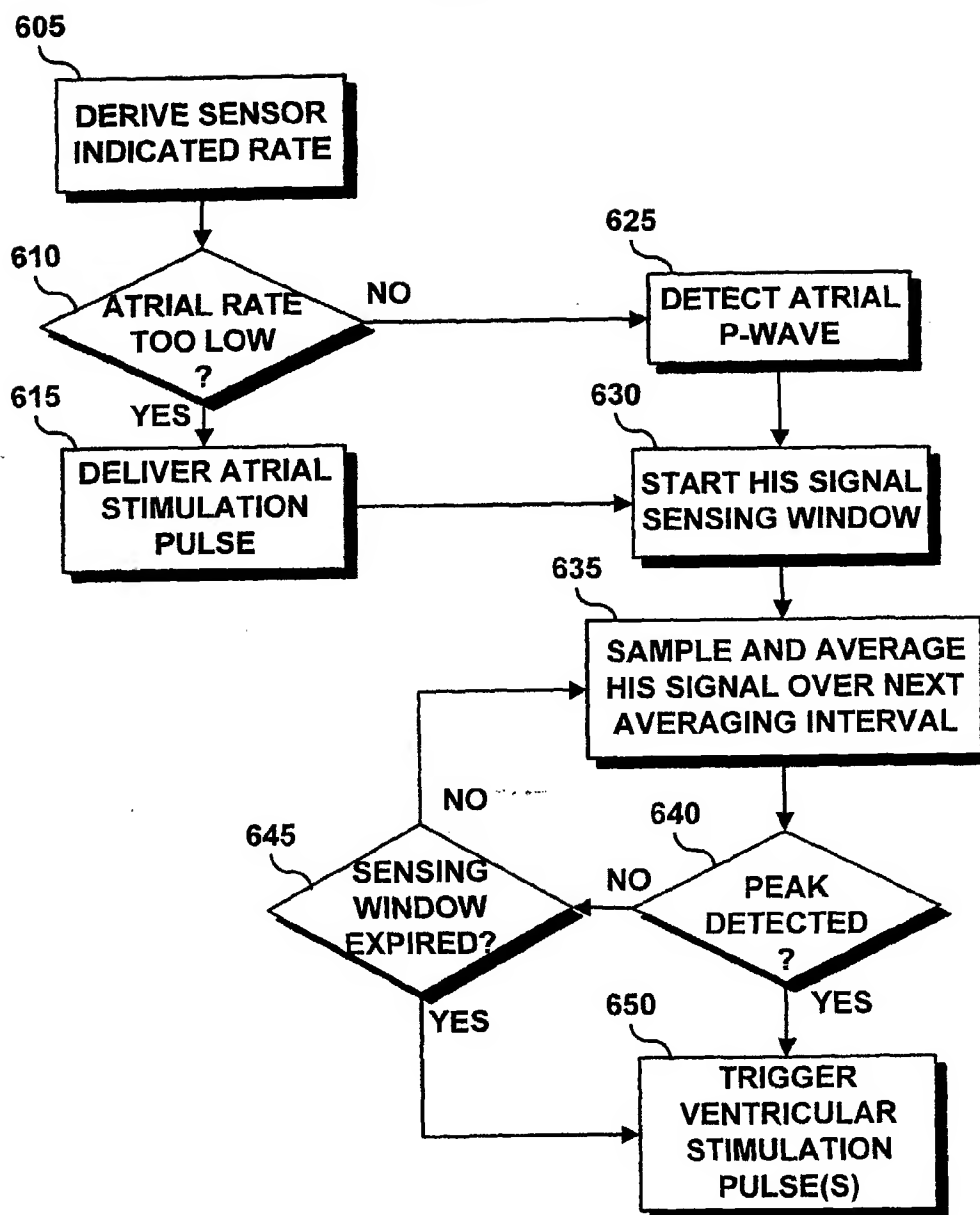 605
DERIVE SENSOR
INDICATED RATE
610
ATRIAL RATE
TOO LOW
?
NO
YES
615
DELIVER ATRIAL
STIMULATION
PULSE
625
DETECT ATRIAL
P-WAVE
630
START HIS SIGNAL
SENSING WINDOW
635
SAMPLE AND AVERAGE
HIS SIGNAL OVER NEXT
AVERAGING INTERVAL
640
PEAK
DETECTED
?
NO
YES
645
SENSING
WINDOW
EXPIRED?
NO
YES
650
TRIGGER
VENTRICULAR
STIMULATION
PULSE(S)